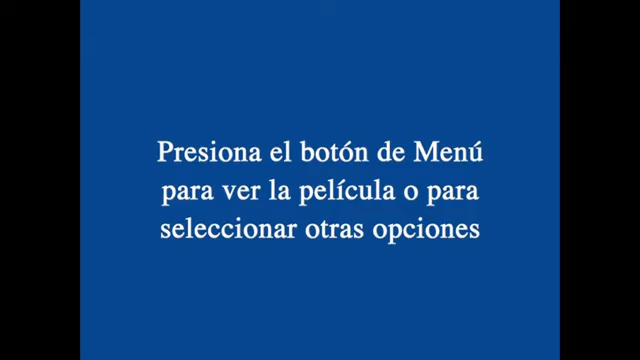 Presiona el botón de Menú
para ver la película o para
seleccionar otras opciones